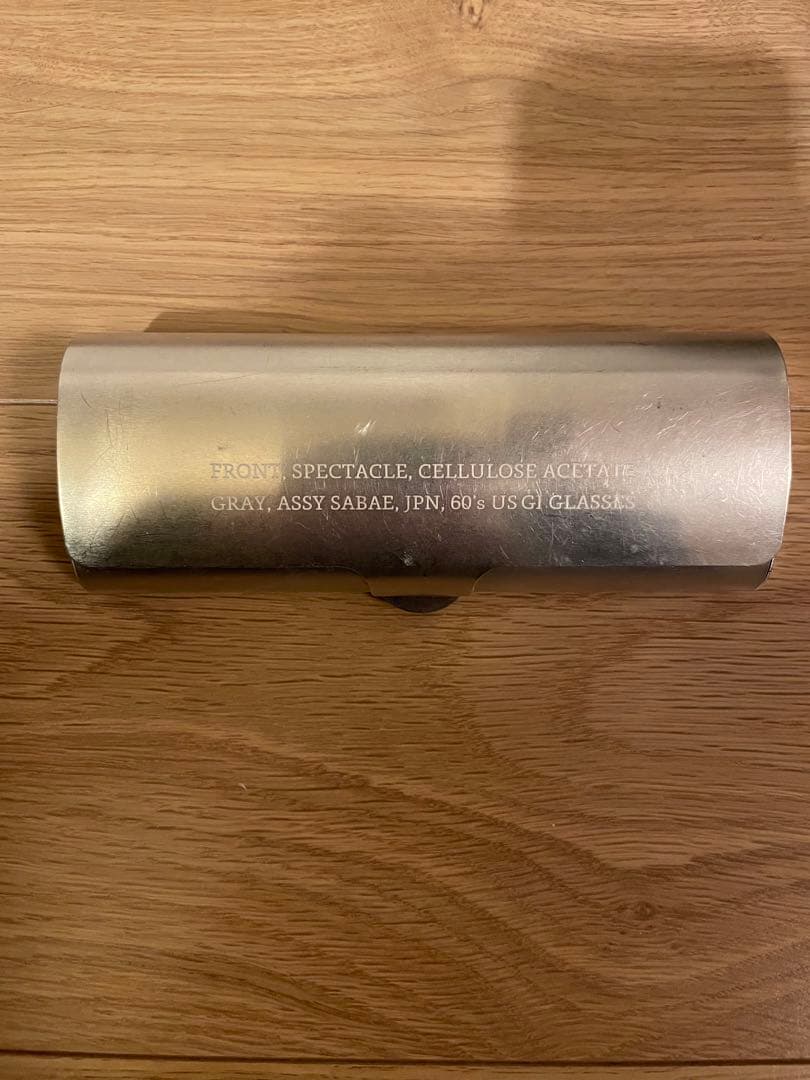 FRONT, SPECTACLE, CELLULOSE ACETATE
GRAY, ASSY SABAE, JPN, 60's US GI GLASSES